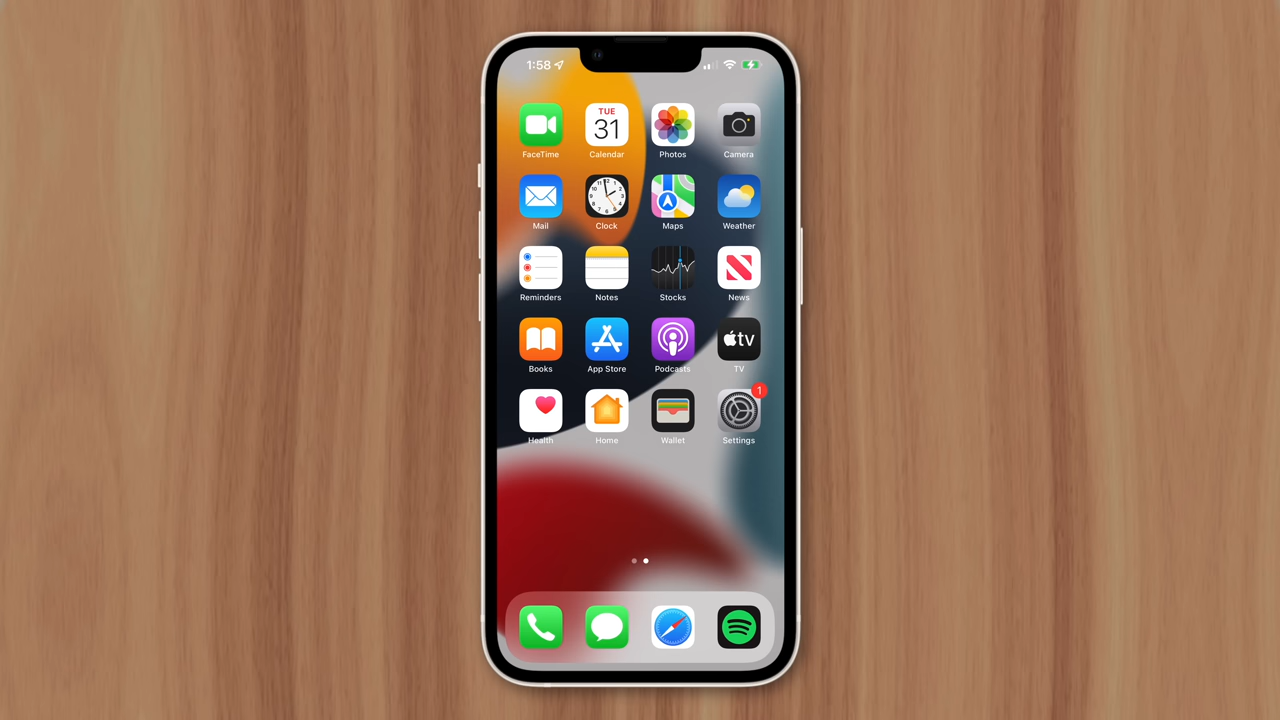 1:58
TUE
31
FaceTime
Calendar
Photos
Camera
Mail
Clock
Maps
Weather
Reminders
Notes
Stocks
News
tv
Books
App Store
Podcasts
TV
1
Health
Home
Wallet
Settings